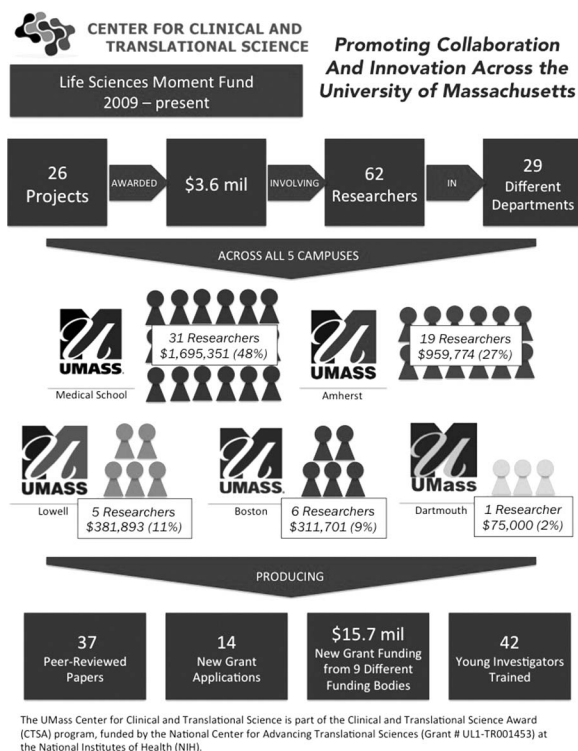 CENTER FOR CLINICAL AND
TRANSLATIONAL SCIENCE
Promoting Collaboration
And Innovation Across the
University of Massachusetts
Life Sciences Moment Fund
2009 – present
26
Projects
AWARDED
$3.6 mil
INVOLVING
62
Researchers
IN
29
Different
Departments
ACROSS ALL 5 CAMPUSES
UMASS
Medical School
31 Researchers
$1,695,351 (48%)
UMASS
Amherst
19 Researchers
$959,774 (27%)
UMASS
Lowell
5 Researchers
$381,893 (11%)
UMASS
Boston
6 Researchers
$311,701 (9%)
UMASS
Dartmouth
1 Researcher
$75,000 (2%)
PRODUCING
37
Peer-Reviewed
Papers
14
New Grant
Applications
$15.7 mil
New Grant Funding
from 9 Different
Funding Bodies
42
Young Investigators
Trained
The UMass Center for Clinical and Translational Science is part of the Clinical and Translational Science Award
(CTSA) program, funded by the National Center for Advancing Translational Sciences (Grant # UL1-TR001453) at
the National Institutes of Health (NIH).